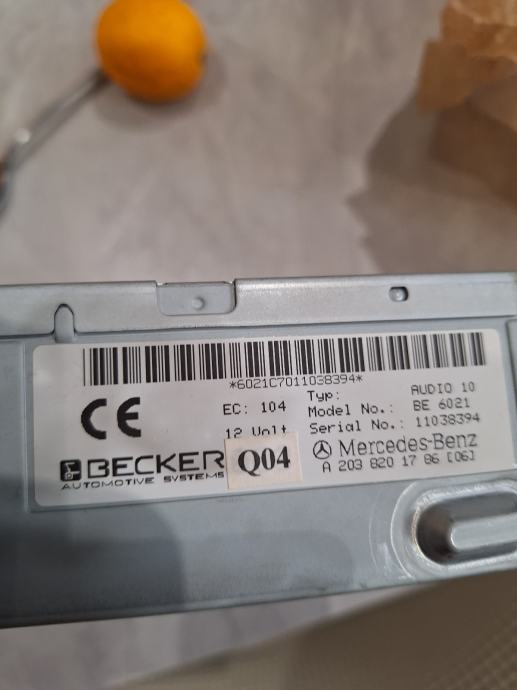 *6021C7011038394*
CE
EC: 104
12 Volt
Typ: AUDIO 10
Model No.: BE 6021
Serial No.: 11038394
BECKER
AUTOMOTIVE SYSTEMS
Q04
Mercedes-Benz
A 203 820 17 86 [06]